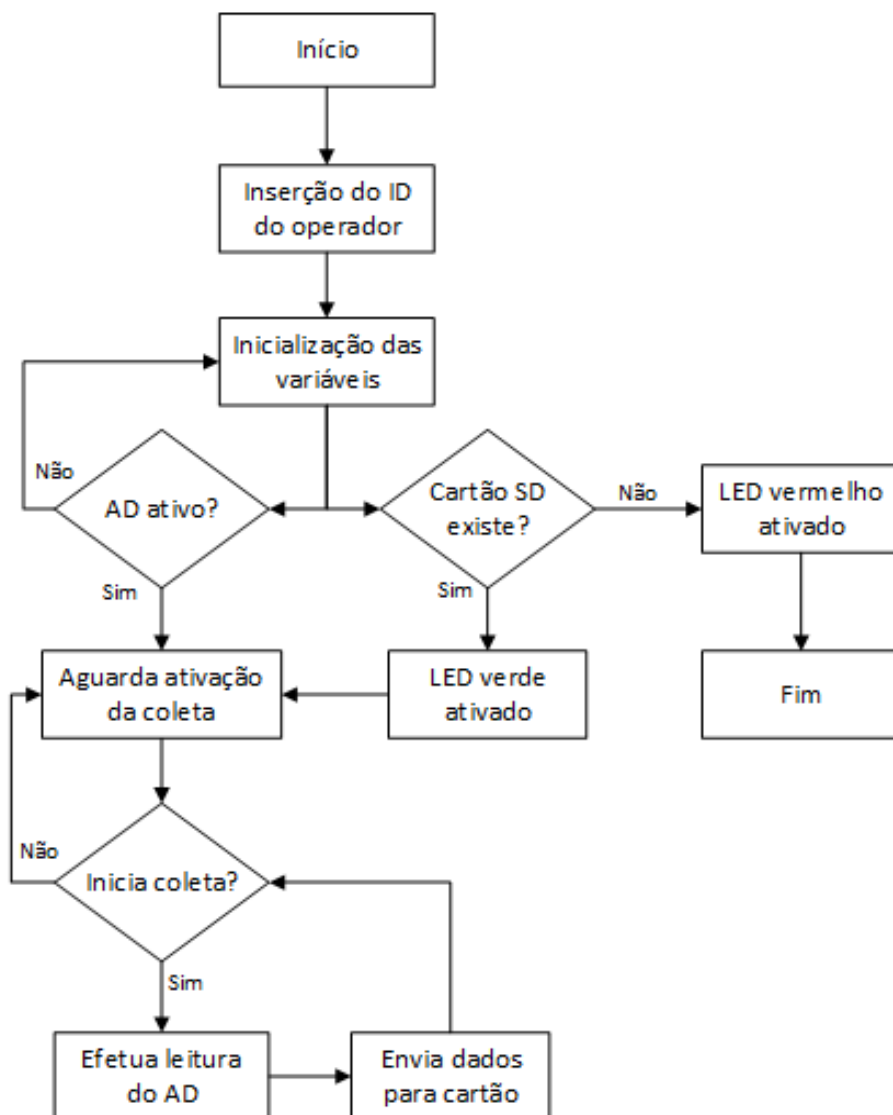 Início
Inserção do ID
do operador
Inicialização das
variáveis
Não
AD ativo?
Cartão SD
existe?
Não
LED vermelho
ativado
Sim
Sim
Aguarda ativação
da coleta
LED verde
ativado
Fim
Não
Inicia coleta?
Sim
Efetua leitura
do AD
Envia dados
para cartão